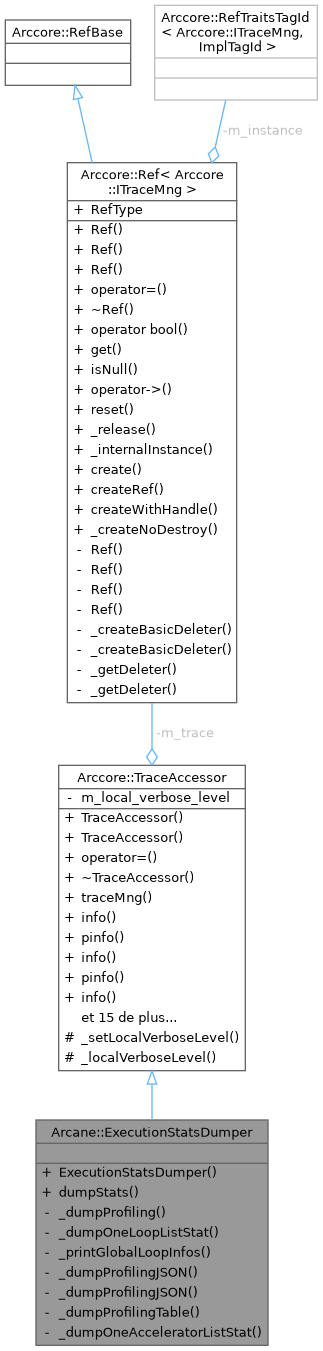 Arccore::RefBase
Arccore::RefTraitsTagId
< Arccore::ITraceMng,
ImplTagId >
-m_instance
Arccore::Ref< Arccore
::ITraceMng >
+ RefType
+ Ref()
+ Ref()
+ Ref()
+ operator=()
+ ~Ref()
+ operator bool()
+ get()
+ isNull()
+ operator->()
+ reset()
+ _release()
+ _internalInstance()
+ create()
+ createRef()
+ createWithHandle()
+ _createNoDestroy()
- Ref()
- Ref()
- Ref()
- Ref()
- _createBasicDeleter()
- _createBasicDeleter()
- _getDeleter()
- _getDeleter()
-m_trace
Arccore::TraceAccessor
- m_local_verbose_level
+ TraceAccessor()
+ TraceAccessor()
+ operator=()
+ ~TraceAccessor()
+ traceMng()
+ info()
+ pinfo()
+ info()
+ pinfo()
+ info()
et 15 de plus...
# _setLocalVerboseLevel()
# _localVerboseLevel()
Arcane::ExecutionStatsDumper
+ ExecutionStatsDumper()
+ dumpStats()
- _dumpProfiling()
- _dumpOneLoopListStat()
- _printGlobalLoopInfos()
- _dumpProfilingJSON()
- _dumpProfilingJSON()
- _dumpProfilingTable()
- _dumpOneAcceleratorListStat()